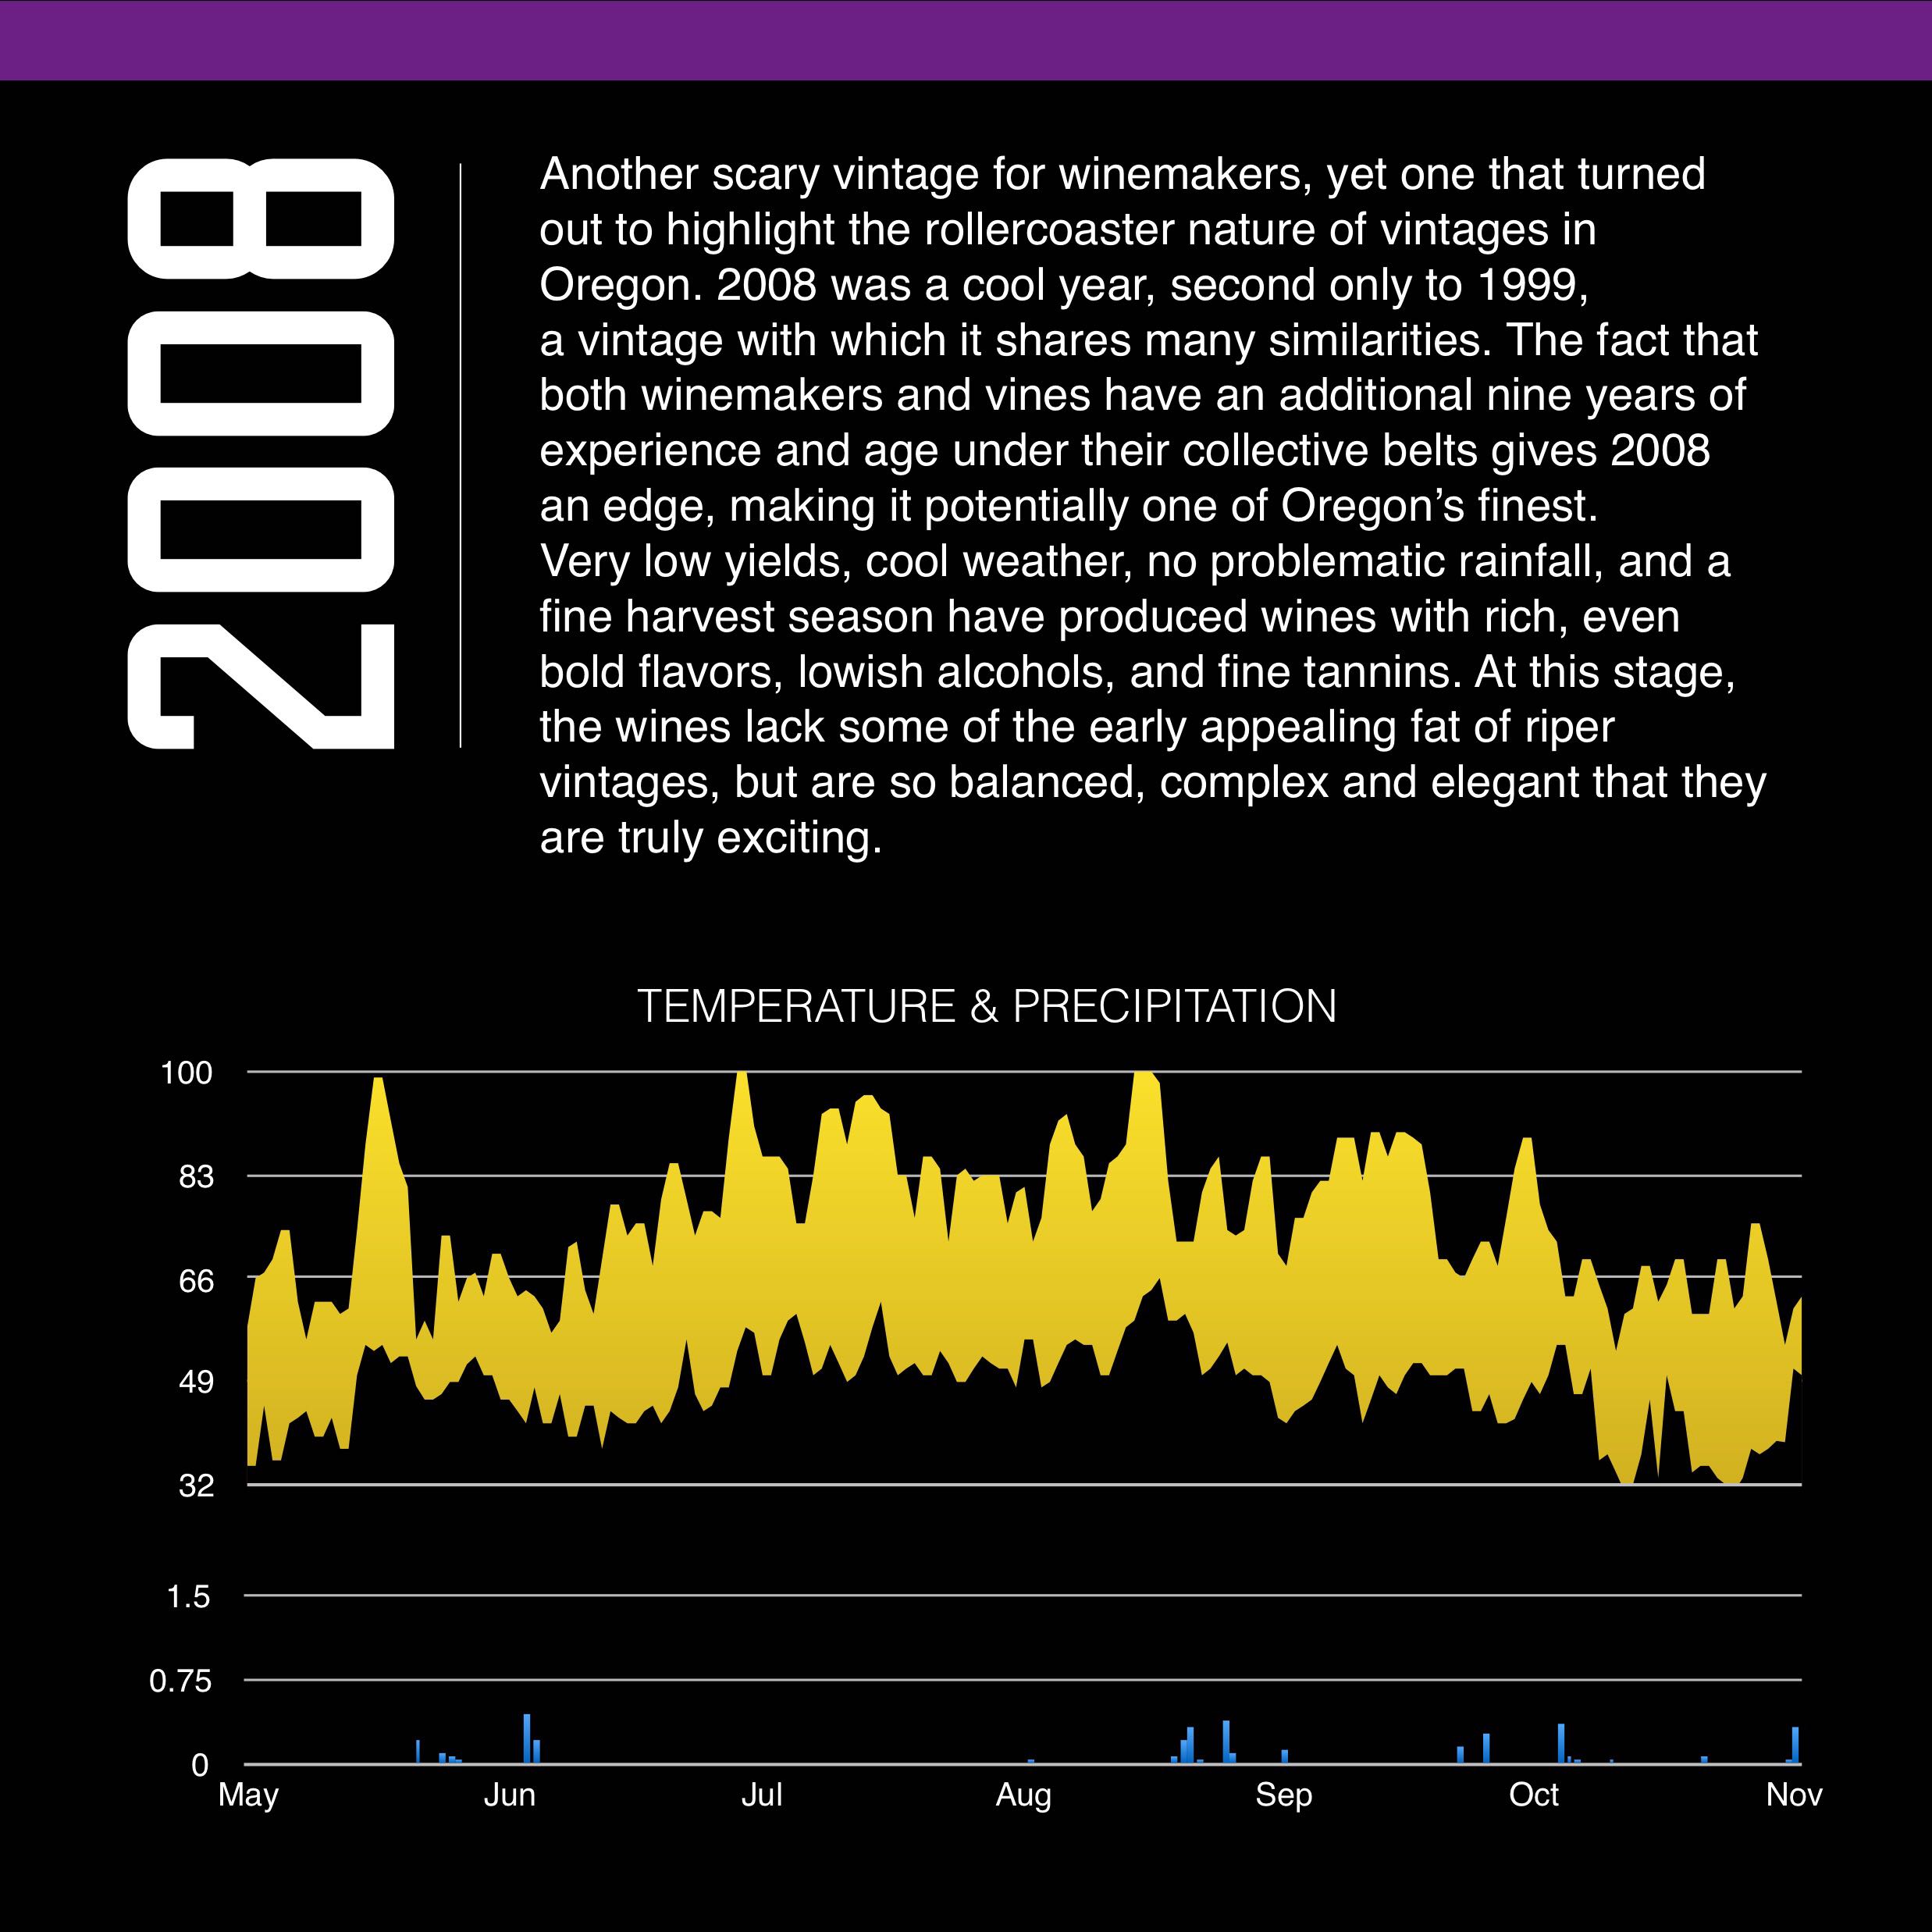 2008
Another scary vintage for winemakers, yet one that turned
out to highlight the rollercoaster nature of vintages in
Oregon. 2008 was a cool year, second only to 1999,
a vintage with which it shares many similarities. The fact that
both winemakers and vines have an additional nine years of
experience and age under their collective belts gives 2008
an edge, making it potentially one of Oregon’s finest.
Very low yields, cool weather, no problematic rainfall, and a
fine harvest season have produced wines with rich, even
bold flavors, lowish alcohols, and fine tannins. At this stage,
the wines lack some of the early appealing fat of riper
vintages, but are so balanced, complex and elegant that they
are truly exciting.
TEMPERATURE & PRECIPITATION
100
83
66
49
32
1.5
0.75
0
May Jun Jul Aug Sep Oct Nov